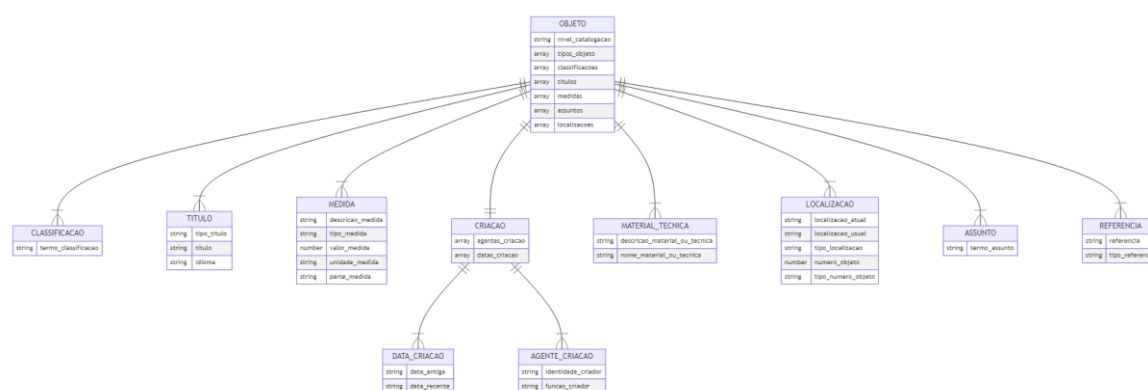 OBJETO
string nivel_catalogacao
array tipos_objeto
array classificacoes
array titulos
array medidas
array assuntos
array localizacoes
CLASSIFICACAO
string termo_classificacao
TITULO
string tipo_titulo
string titulo
string idioma
MEDIDA
string descricao_medida
string tipo_medida
number valor_medida
string unidade_medida
string parte_medida
CRIACAO
array agentes_criacao
array datas_criacao
MATERIAL_TECNICA
string descricao_material_ou_tecnica
string nome_material_ou_tecnica
LOCALIZACAO
string localizacao_atual
string localizacao_usual
string tipo_localizacao
number numero_objeto
string tipo_numero_objeto
ASSUNTO
string termo_assunto
REFERENCIA
string referencia
string tipo_referenc
DATA_CRIACAO
string data_antiga
string data_recente
AGENTE_CRIACAO
string identidade_criador
string funcao_criador